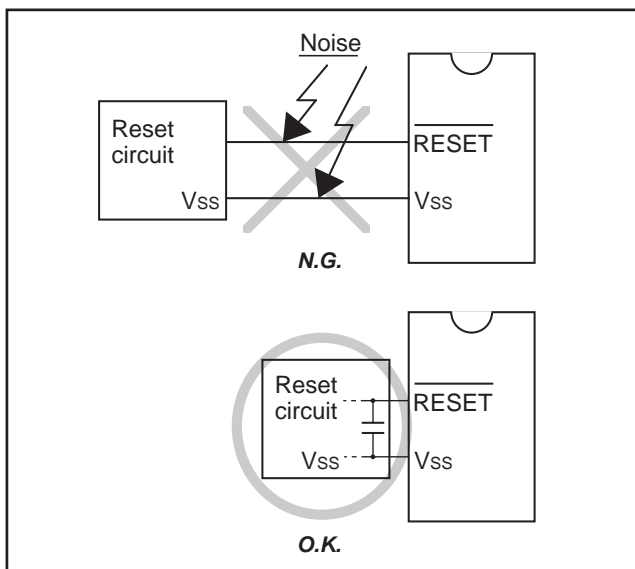 Noise
Reset
circuit
RESET
Vss
Vss
N.G.
Reset
circuit
RESET
Vss
Vss
O.K.